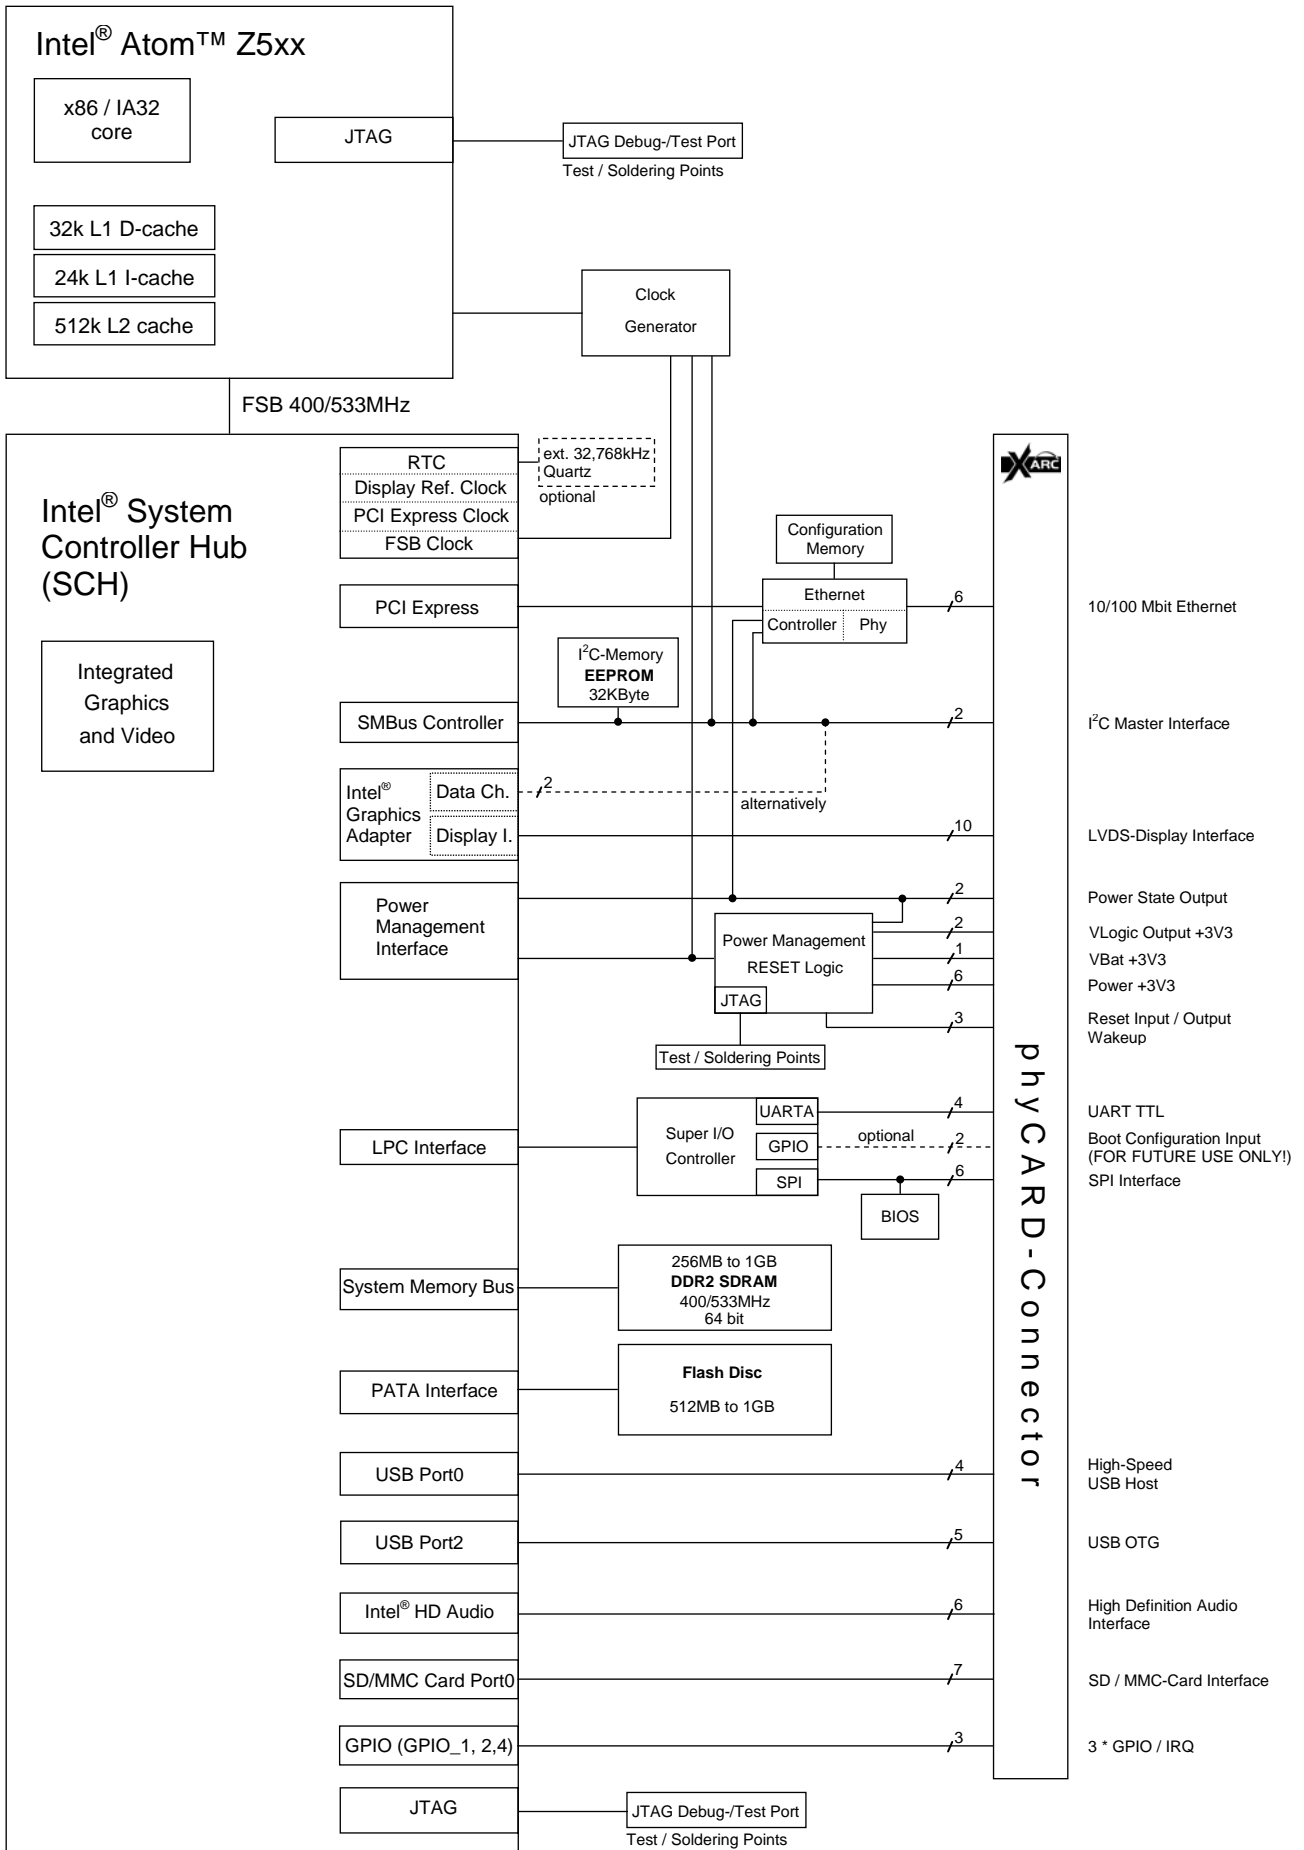 Intel® Atom™ Z5xx
x86 / IA32
core
JTAG
JTAG Debug-/Test Port
Test / Soldering Points
32k L1 D-cache
24k L1 I-cache
512k L2 cache
Clock
Generator
FSB 400/533MHz
Intel® System
Controller Hub
(SCH)
Integrated
Graphics
and Video
RTC
Display Ref. Clock
PCI Express Clock
FSB Clock
ext. 32,768kHz
Quartz
optional
XARC
Configuration
Memory
PCI Express
Ethernet
Controller
Phy
6
10/100 Mbit Ethernet
I²C-Memory
EEPROM
32KByte
SMBus Controller
2
I²C Master Interface
Intel®
Graphics
Adapter
Data Ch.
Display I.
2
alternatively
10
LVDS-Display Interface
Power
Management
Interface
2
Power State Output
Power Management
RESET Logic
JTAG
Test / Soldering Points
2
VLogic Output +3V3
1
VBat +3V3
6
Power +3V3
3
Reset Input / Output
Wakeup
phyCARD-Connector
LPC Interface
Super I/O
Controller
UARTA
4
UART TTL
GPIO
optional
2
Boot Configuration Input
(FOR FUTURE USE ONLY!)
SPI
6
SPI Interface
BIOS
System Memory Bus
256MB to 1GB
DDR2 SDRAM
400/533MHz
64 bit
PATA Interface
Flash Disc
512MB to 1GB
USB Port0
4
High-Speed
USB Host
USB Port2
5
USB OTG
Intel® HD Audio
6
High Definition Audio
Interface
SD/MMC Card Port0
7
SD / MMC-Card Interface
GPIO (GPIO_1, 2,4)
3
3 * GPIO / IRQ
JTAG
JTAG Debug-/Test Port
Test / Soldering Points